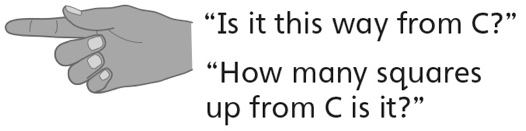 “Is it this way from C?”
“How many squares
up from C is it?”